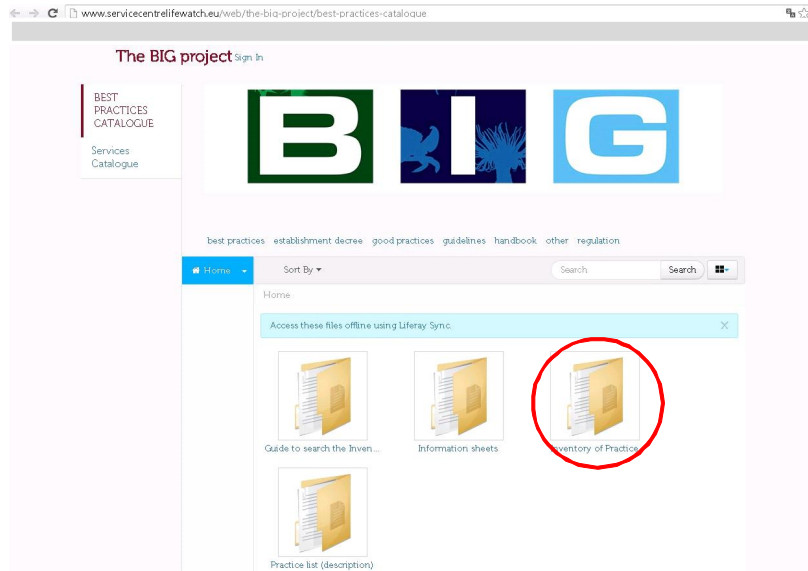 www.servicecentrelifewatch.eu/web/the-big-project/best-practices-catalogue
The BIG project Sign In
BEST
PRACTICES
CATALOGUE
Services
Catalogue
BIG
best practices establishment decree good practices guidelines handbook other regulation
Home Sort By Search Search
Home
Access these files offline using Liferay Sync.
Guide to search the Inven... Information sheets Inventory of Practice
Practice list (description)